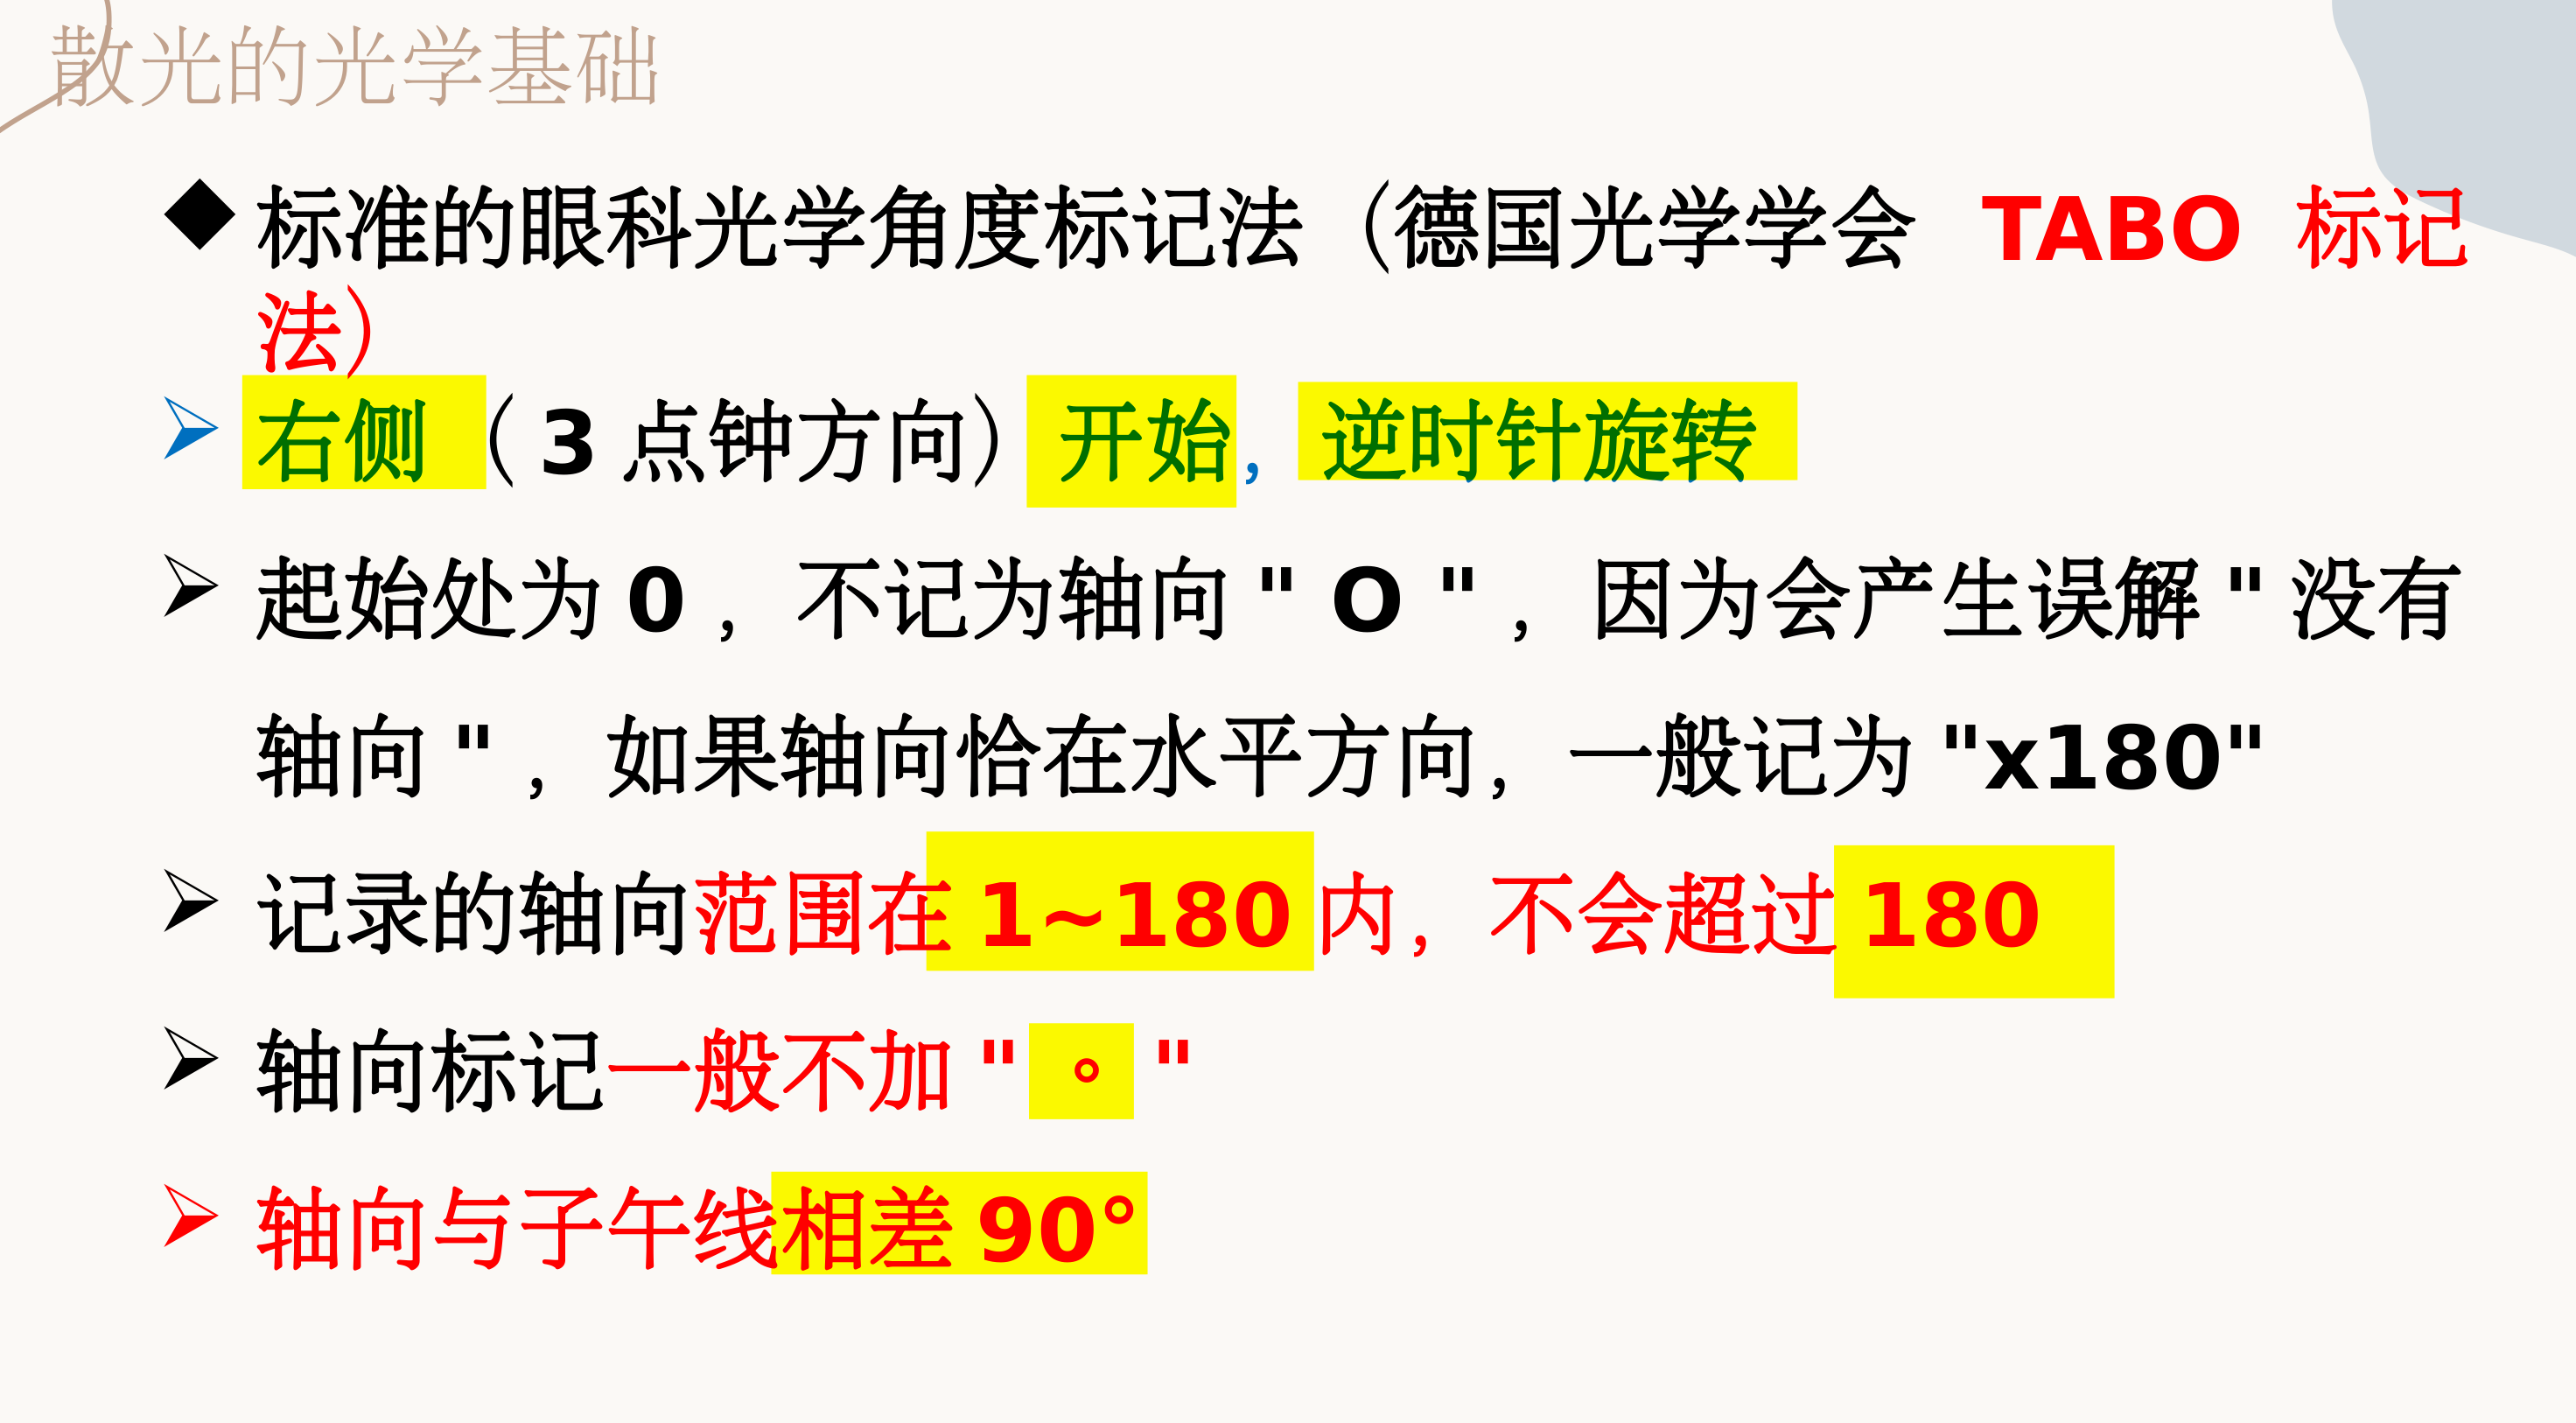 散光的光学基础
标准的眼科光学角度标记法（德国光学学会 TABO 标记
法）
右侧（3 点钟方向）开始，逆时针旋转
起始处为 0 ，不记为轴向 " O "，因为会产生误解 " 没有
轴向 " ，如果轴向恰在水平方向，一般记为 "x180"
记录的轴向范围在 1~180 内，不会超过 180
轴向标记一般不加 " ° "
轴向与子午线相差 90°